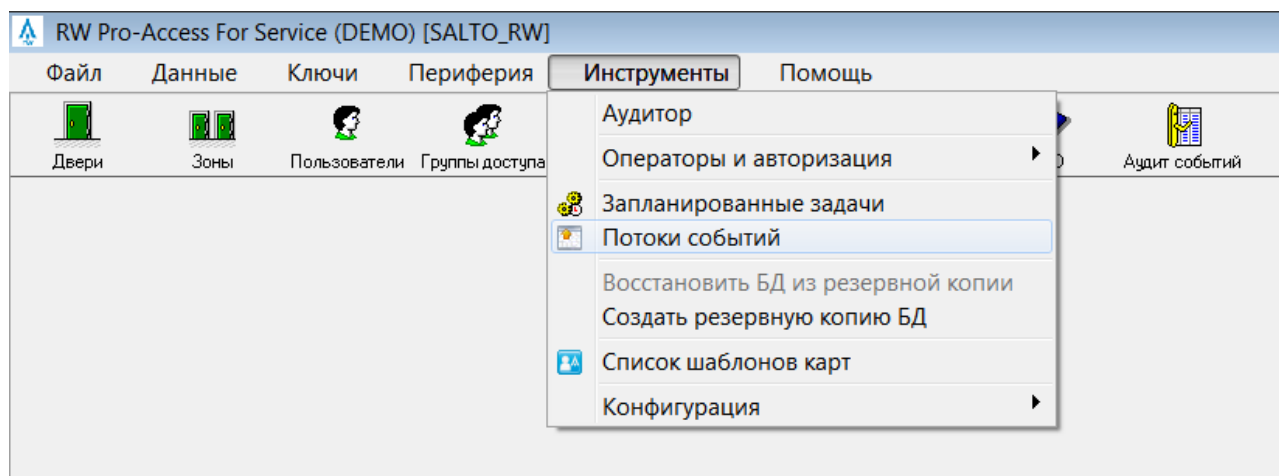 RW Pro-Access For Service (DEMO) [SALTO_RW]
Файл Данные Ключи Периферия Инструменты Помощь
Двери Зоны Пользователи Группы доступа Аудит событий
Аудитор
Операторы и авторизация
Запланированные задачи
Потоки событий
Восстановить БД из резервной копии
Создать резервную копию БД
Список шаблонов карт
Конфигурация